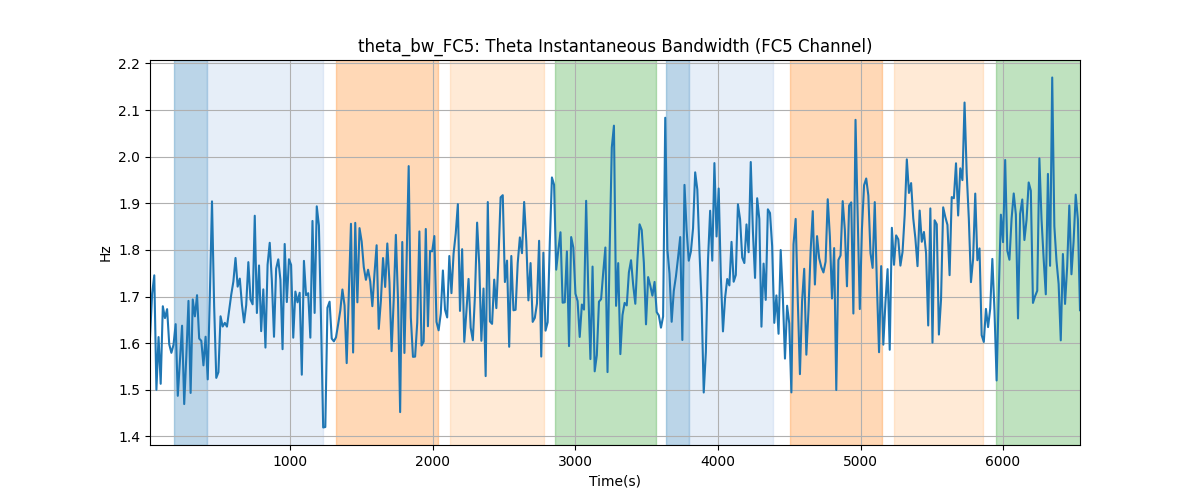 theta_bw_FC5: Theta Instantaneous Bandwidth (FC5 Channel)
2.2
2.1
2.0
1.9
1.8
1.7
1.6
1.5
1.4
Hz
1000 2000 3000 4000 5000 6000
Time(s)